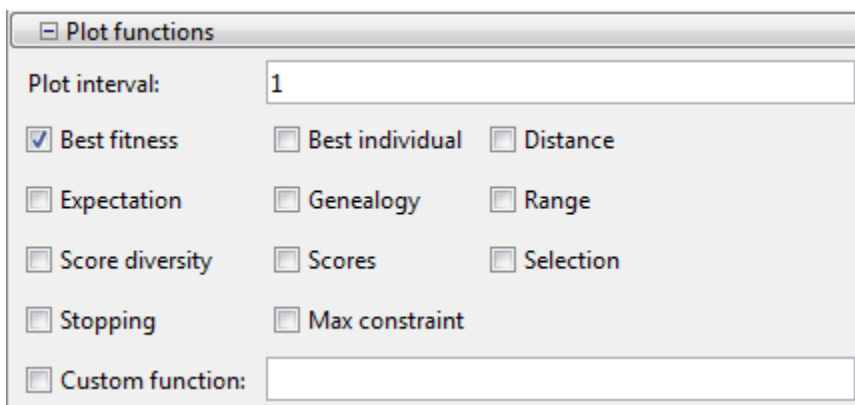 Plot functions
Plot interval: 1
Best fitness Best individual Distance
Expectation Genealogy Range
Score diversity Scores Selection
Stopping Max constraint
Custom function: